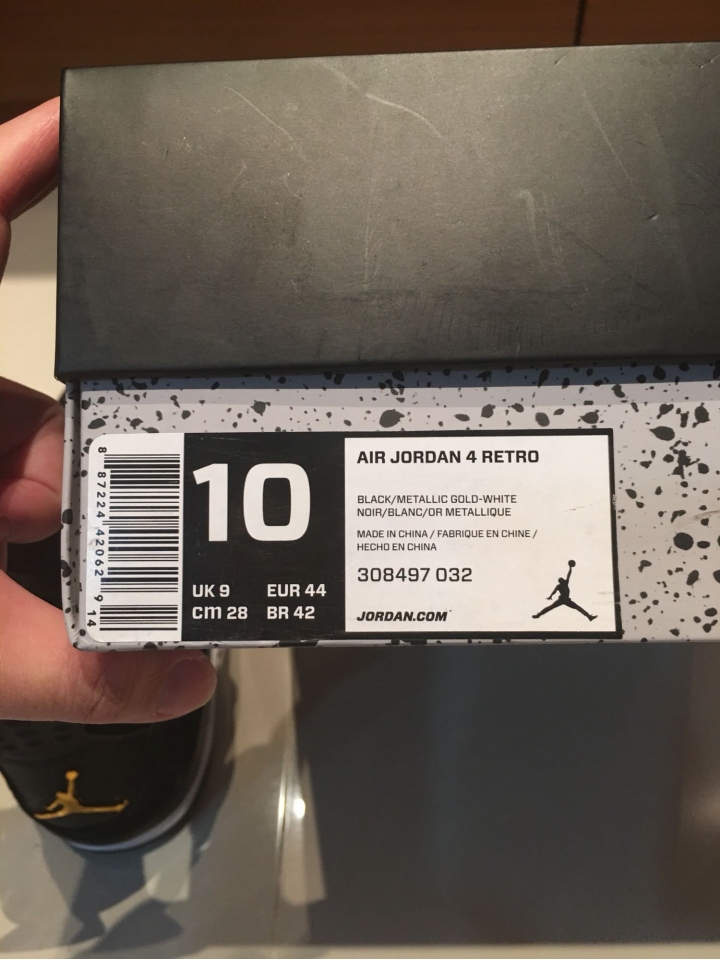 8 87224 42062 9 14
10
UK 9 EUR 44
cm 28 BR 42
AIR JORDAN 4 RETRO
BLACK/METALLIC GOLD-WHITE
NOIR/BLANC/OR METALLIQUE
MADE IN CHINA / FABRIQUE EN CHINE /
HECHO EN CHINA
308497 032
JORDAN.COM